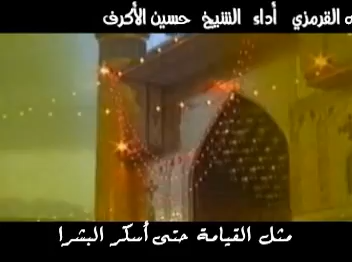 القرمزي أداء الشيخ حسين الأكرف
مثل القيامة حتى أسكر البشرا